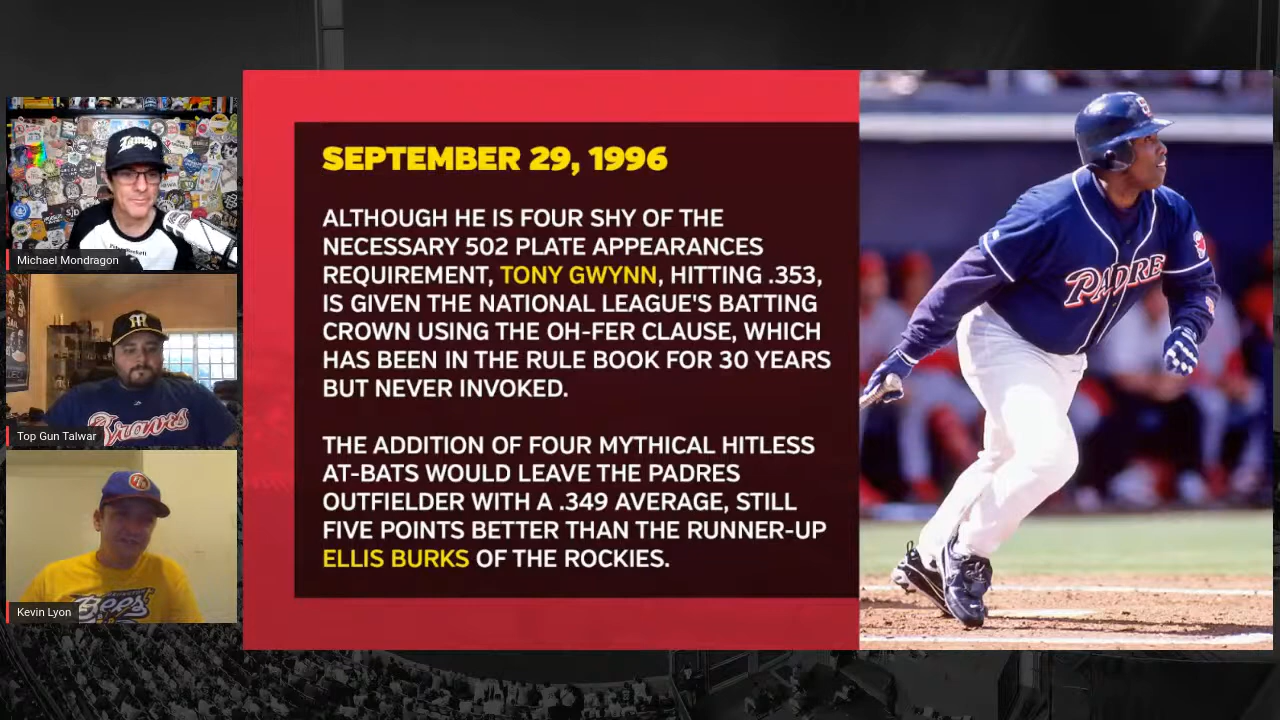 SEPTEMBER 29, 1996
ALTHOUGH HE IS FOUR SHY OF THE
NECESSARY 502 PLATE APPEARANCES
REQUIREMENT, TONY GWYNN, HITTING .353,
IS GIVEN THE NATIONAL LEAGUE'S BATTING
CROWN USING THE OH-FER CLAUSE, WHICH
HAS BEEN IN THE RULE BOOK FOR 30 YEARS
BUT NEVER INVOKED.
THE ADDITION OF FOUR MYTHICAL HITLESS
AT-BATS WOULD LEAVE THE PADRES
OUTFIELDER WITH A .349 AVERAGE, STILL
FIVE POINTS BETTER THAN THE RUNNER-UP
ELLIS BURKS OF THE ROCKIES.
Michael Mondragon
Braves
Top Gun Talwar
Bees
Kevin Lyon
PADRE